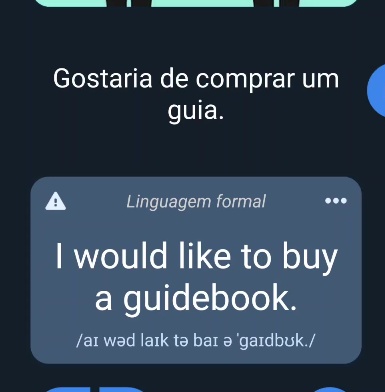 Gostaria de comprar um
guia.
Linguagem formal
I would like to buy
a guidebook.
/aɪ wəd laɪk tə baɪ ə ˈgaɪdbʊk./